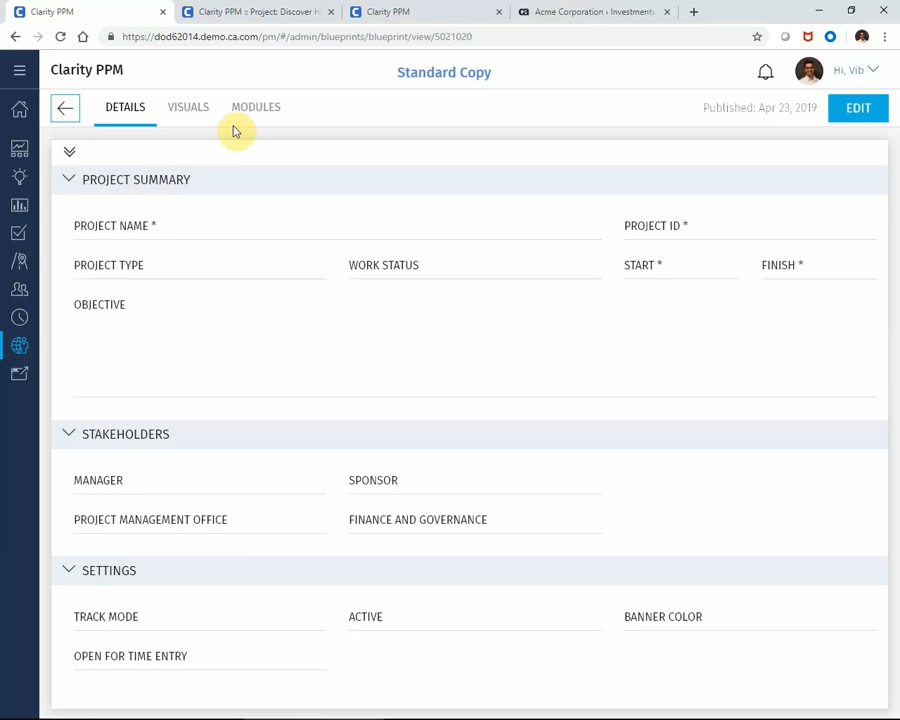 Clarity PPM
Clarity PPM :: Project: Discover H
Clarity PPM
Acme Corporation › Investments
https://dod62014.demo.ca.com/pm/#/admin/blueprints/blueprint/view/5021020
Clarity PPM
Standard Copy
Hi, Vib
DETAILS VISUALS MODULES
Published: Apr 23, 2019
EDIT
PROJECT SUMMARY
PROJECT NAME * PROJECT ID *
PROJECT TYPE WORK STATUS START * FINISH *
OBJECTIVE
STAKEHOLDERS
MANAGER SPONSOR
PROJECT MANAGEMENT OFFICE FINANCE AND GOVERNANCE
SETTINGS
TRACK MODE ACTIVE BANNER COLOR
OPEN FOR TIME ENTRY